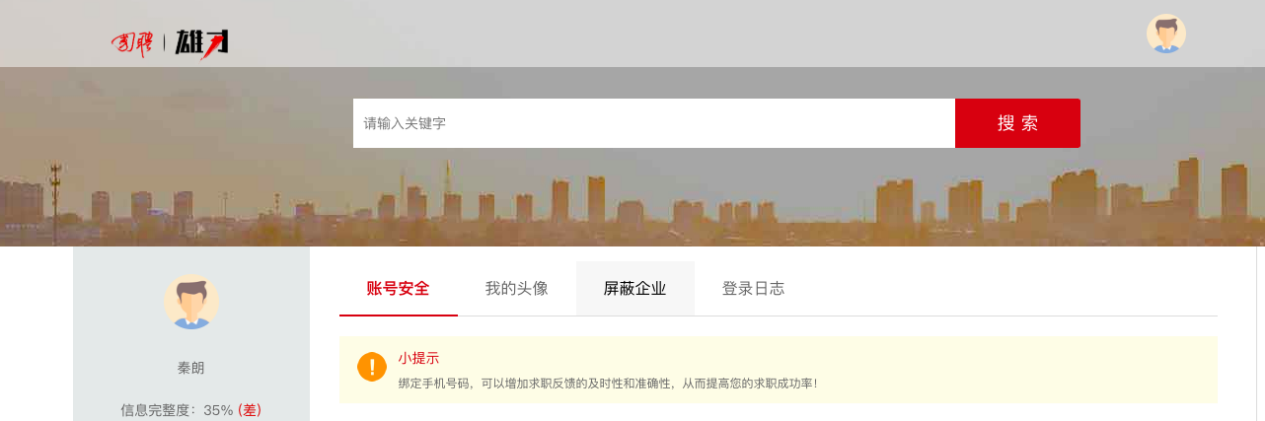 雄才
请输入关键字
搜 索
账号安全
我的头像
屏蔽企业
登录日志
秦朗
信息完整度：35% (差)
小提示
绑定手机号码，可以增加求职反馈的及时性和准确性，从而提高您的求职成功率！